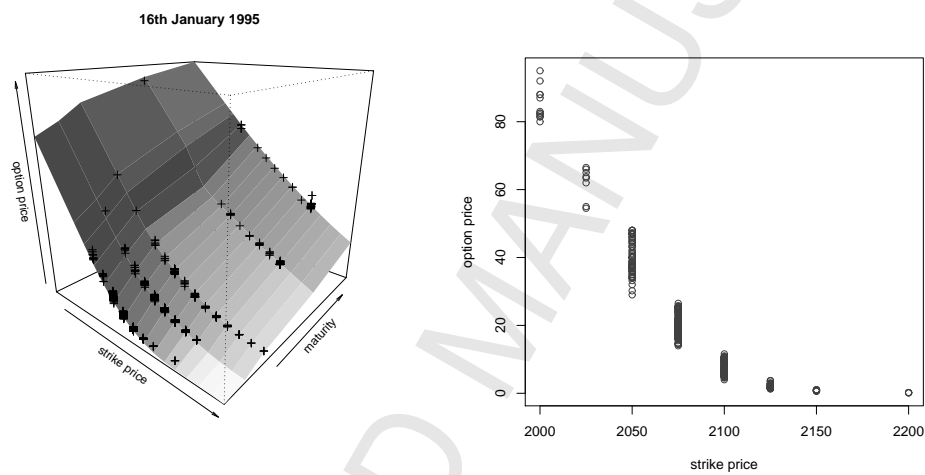 16th January 1995
option price
strike price
maturity
option price
0
20
40
60
80
2000
2050
2100
2150
2200
strike price
D MANUS